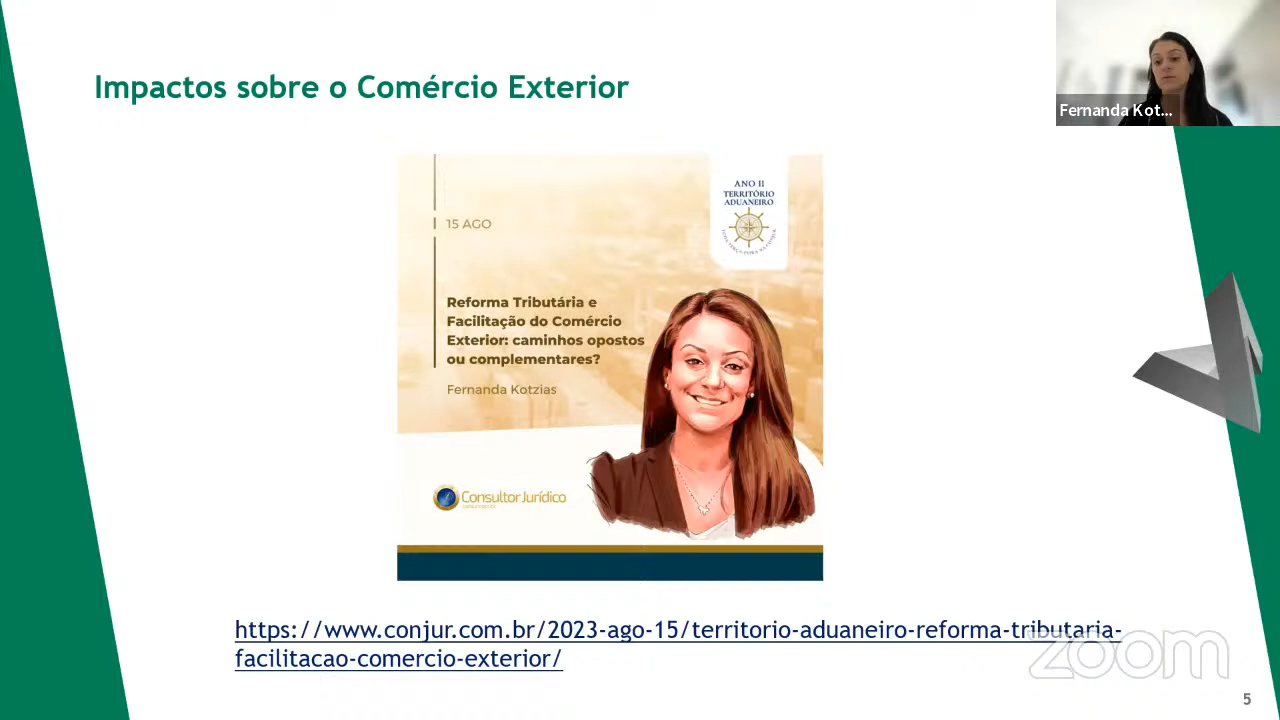 Impactos sobre o Comércio Exterior
Fernanda Kot...
ANO II
TERRITÓRIO
ADUANEIRO
15 AGO
Reforma Tributária e
Facilitação do Comércio
Exterior: caminhos opostos
ou complementares?
Fernanda Kotzias
Consultor Jurídico
https://www.conjur.com.br/2023-ago-15/territorio-aduaneiro-reforma-tributaria-
facilitacao-comercio-exterior/
zoom
5